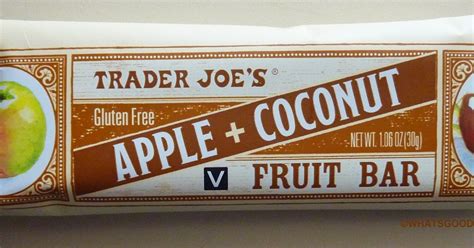 TRADER JOE'S®
Gluten Free
APPLE + COCONUT
NET WT. 1.06 OZ (30g)
V FRUIT BAR
©WHATSGOOD